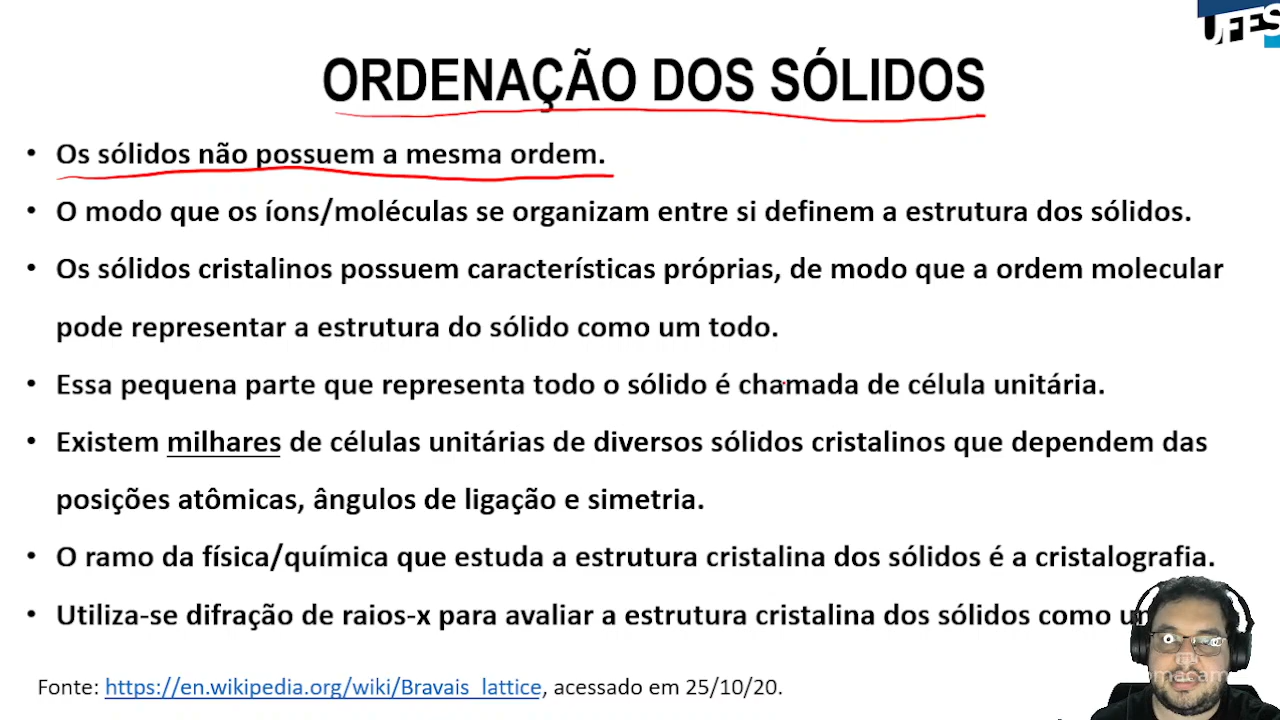 UFES
ORDENAÇÃO DOS SÓLIDOS
• Os sólidos não possuem a mesma ordem.
• O modo que os íons/moléculas se organizam entre si definem a estrutura dos sólidos.
• Os sólidos cristalinos possuem características próprias, de modo que a ordem molecular
pode representar a estrutura do sólido como um todo.
• Essa pequena parte que representa todo o sólido é chamada de célula unitária.
• Existem milhares de células unitárias de diversos sólidos cristalinos que dependem das
posições atômicas, ângulos de ligação e simetria.
• O ramo da física/química que estuda a estrutura cristalina dos sólidos é a cristalografia.
• Utiliza-se difração de raios-x para avaliar a estrutura cristalina dos sólidos como
Fonte: https://en.wikipedia.org/wiki/Bravais_lattice, acessado em 25/10/20.